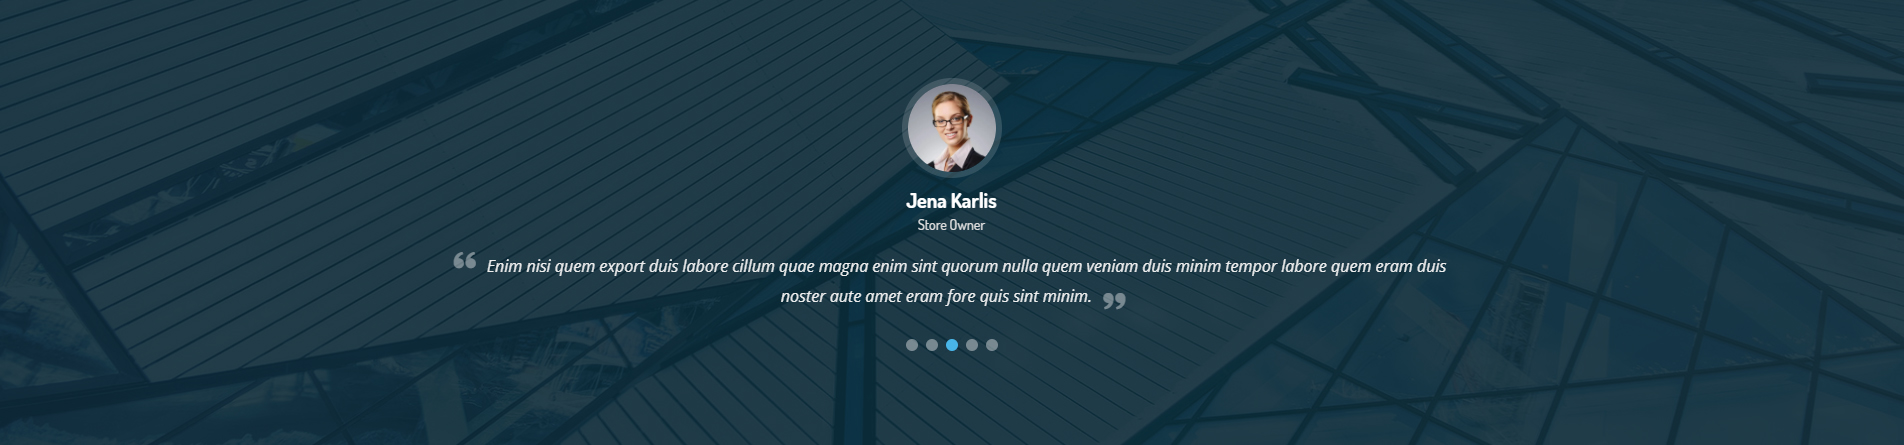 Jena Karlis
Store Owner
“ Enim nisi quem export duis labore cillum quae magna enim sint quorum nulla quem veniam duis minim tempor labore quem eram duis
noster aute amet eram fore quis sint minim. ”